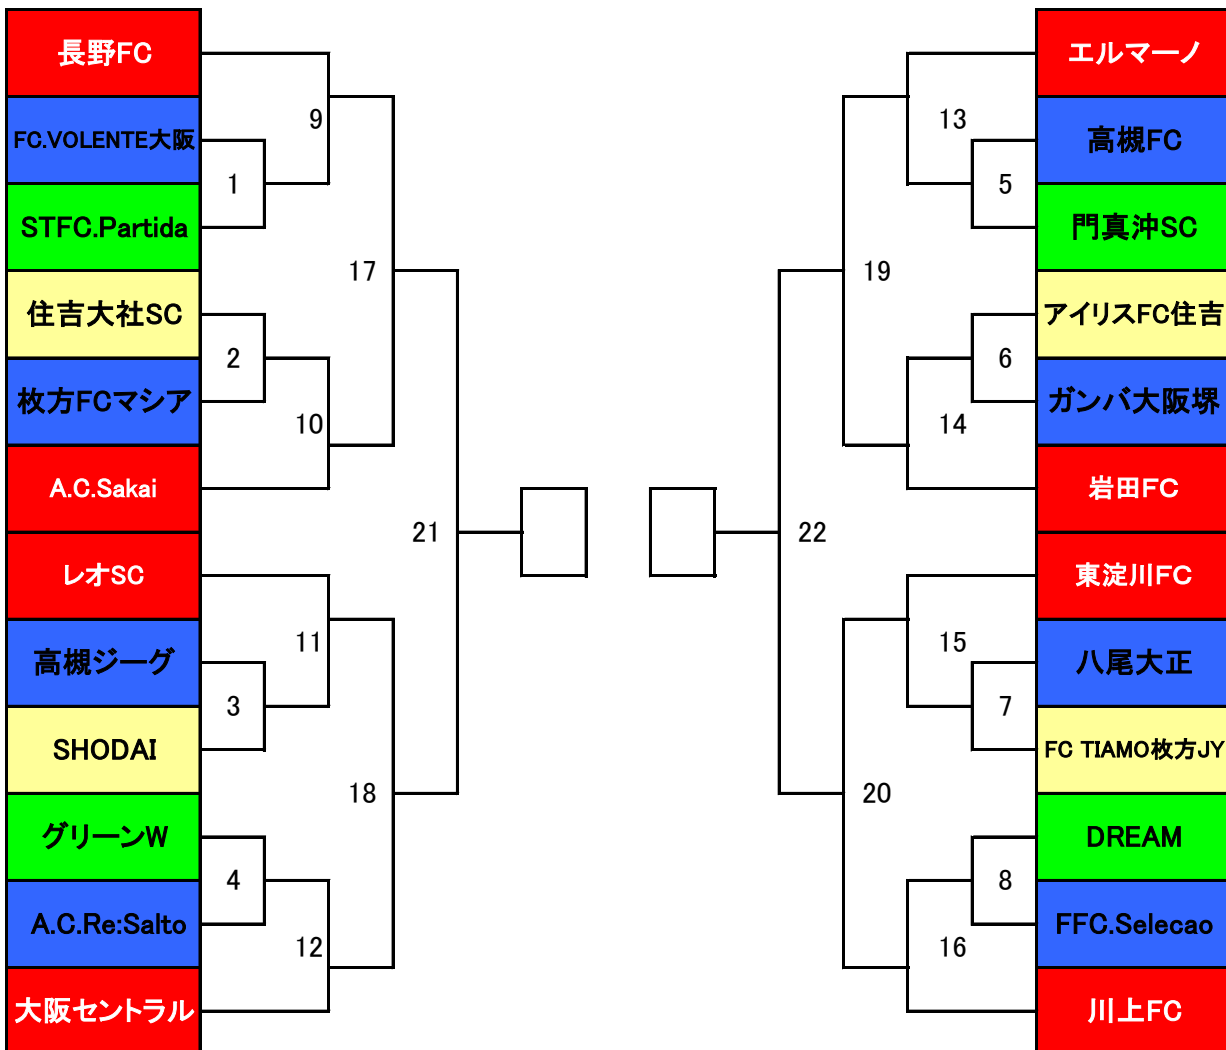 長野FC
FC.VOLENTE大阪
STFC.Partida
住吉大社SC
枚方FCマシア
A.C.Sakai
レオSC
高槻ジーグ
SHODAI
グリーンW
A.C.Re:Salto
大阪セントラル
1
2
3
4
9
10
11
12
17
18
21
22
19
20
13
14
15
16
5
6
7
8
エルマーノ
高槻FC
門真沖SC
アイリスFC住吉
ガンバ大阪堺
岩田FC
東淀川FC
八尾大正
FC TIAMO枚方JY
DREAM
FFC.Selecao
川上FC